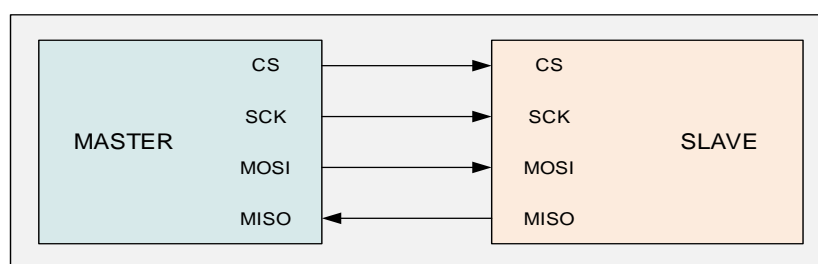 CS CS
SCK SCK
MASTER SLAVE
MOSI MOSI
MISO MISO